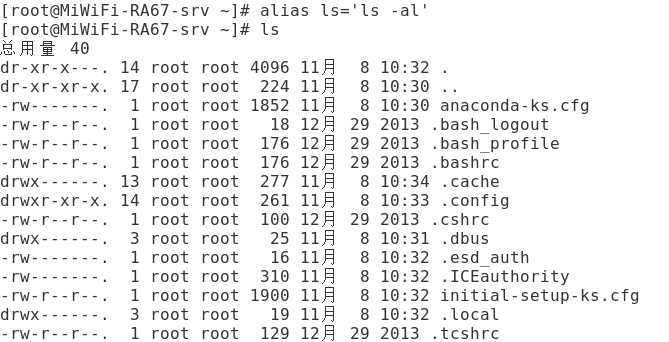 [root@MiWiFi-RA67-srv ~]# alias ls='ls -al'
[root@MiWiFi-RA67-srv ~]# ls
总用量 40
dr-xr-x---. 14 root root 4096 11月  8 10:32 .
dr-xr-xr-x. 17 root root  224 11月  8 10:30 ..
-rw-------.  1 root root 1852 11月  8 10:30 anaconda-ks.cfg
-rw-r--r--.  1 root root   18 12月 29 2013 .bash_logout
-rw-r--r--.  1 root root  176 12月 29 2013 .bash_profile
-rw-r--r--.  1 root root  176 12月 29 2013 .bashrc
drwx------. 13 root root  277 11月  8 10:34 .cache
drwxr-xr-x. 14 root root  261 11月  8 10:33 .config
-rw-r--r--.  1 root root  100 12月 29 2013 .cshrc
drwx------.  3 root root   25 11月  8 10:31 .dbus
-rw-------.  1 root root   16 11月  8 10:32 .esd_auth
-rw-------.  1 root root  310 11月  8 10:32 .ICEauthority
-rw-r--r--.  1 root root 1900 11月  8 10:32 initial-setup-ks.cfg
drwx------.  3 root root   19 11月  8 10:32 .local
-rw-r--r--.  1 root root  129 12月 29 2013 .tcshrc